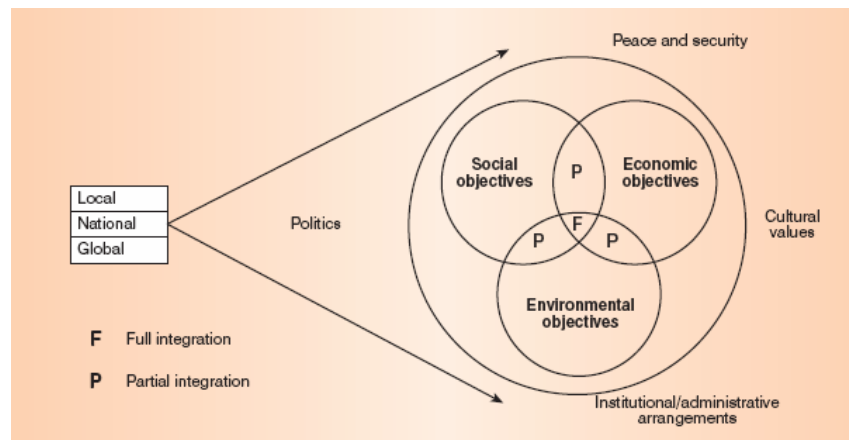 Peace and security
Social
objectives
P
Economic
objectives
Local
National
Global
Politics
Cultural
values
F
P
P
Environmental
objectives
F Full integration
P Partial integration
Institutional/administrative
arrangements